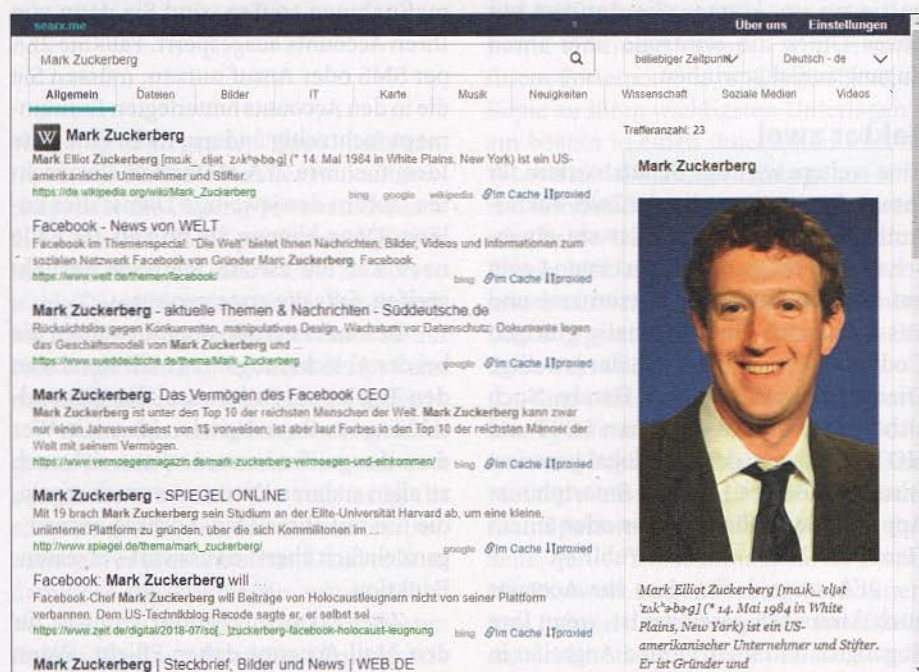 searx.me
Über uns Einstellungen
Mark Zuckerberg
beliebiger Zeitpunkt
Deutsch - de
Allgemein Dateien Bilder IT Karte Musik Neuigkeiten Wissenschaft Soziale Medien Videos
W Mark Zuckerberg
Mark Elliot Zuckerberg (* 14. Mai 1984 in White Plains, New York) ist ein US-
amerikanischer Unternehmer und Stifter.
https://de.wikipedia.org/wiki/Mark_Zuckerberg
bing google wikipedia Im Cache proxied
Facebook - News von WELT
Facebook im Themenspecial. "Die Welt" bietet Ihnen Nachrichten, Bilder, Videos und Informationen zum
sozialen Netzwerk Facebook von Gründer Marc Zuckerberg. Facebook.
https://www.welt.de/themen/facebook/
bing Im Cache proxied
Mark Zuckerberg - aktuelle Themen & Nachrichten - Süddeutsche.de
Rücksichtslos gegen Konkurrenten, manipulatives Design, Wachstum vor Datenschutz: Dokumente legen
das Geschäftsmodell von Mark Zuckerberg und ...
https://www.sueddeutsche.de/thema/Mark_Zuckerberg
google Im Cache proxied
Mark Zuckerberg: Das Vermögen des Facebook CEO
Mark Zuckerberg ist unter den Top 10 der reichsten Menschen der Welt. Mark Zuckerberg kann zwar
nur einen Jahresverdienst von 15 vorweisen, ist aber laut Forbes in den Top 10 der reichsten Männer der
Welt mit seinem Vermögen.
https://www.vermoegenmagazin.de/mark-zuckerberg-vermoegen-und-einkommen/
bing Im Cache proxied
Mark Zuckerberg - SPIEGEL ONLINE
Mit 19 brach Mark Zuckerberg sein Studium an der Elite-Universität Harvard ab, um eine kleine,
uniinterne Plattform zu gründen, über die sich Kommilitonen im ...
http://www.spiegel.de/thema/mark_zuckerberg/
google Im Cache proxied
Facebook: Mark Zuckerberg will ...
Facebook-Chef Mark Zuckerberg will Beiträge von Holocaustleugnern nicht von seiner Plattform
verbannen. Dem US-Technikblog Recode sagte er, er selbst sei ...
https://www.zeit.de/digital/2018-07/so[...]zuckerberg-facebook-holocaust-leugnung
bing Im Cache proxied
Mark Zuckerberg | Steckbrief, Bilder und News | WEB.DE
Trefferanzahl: 23
Mark Zuckerberg
Mark Elliot Zuckerberg
(* 14. Mai 1984 in White
Plains, New York) ist ein US-
amerikanischer Unternehmer und Stifter.
Er ist Gründer und